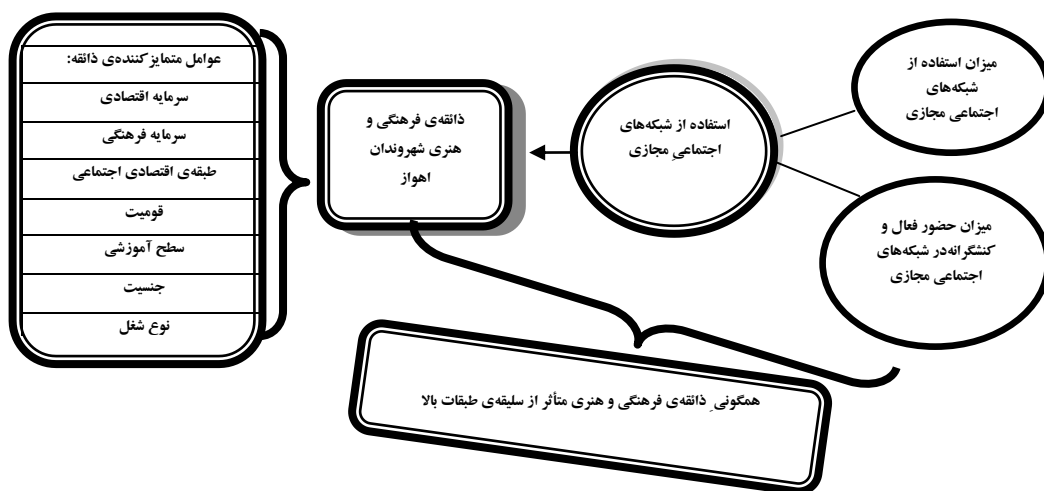 میزان استفاده از
شبکه‌های
اجتماعی مجازی
میزان حضور فعال و
کنشگرانه‌در شبکه‌های
اجتماعی مجازی
استفاده از شبکه‌های
اجتماعیِ مجازی
ذائقه‌ی فرهنگی و
هنری شهروندان
اهواز
عوامل متمایزکننده‌ی ذائقه:
سرمایه اقتصادی
سرمایه فرهنگی
طبقه‌ی اقتصادی اجتماعی
قومیت
سطح آموزشی
جنسیت
نوع شغل
همگونیِ ذائقه‌ی فرهنگی و هنری متأثر از سلیقه‌ی طبقات بالا